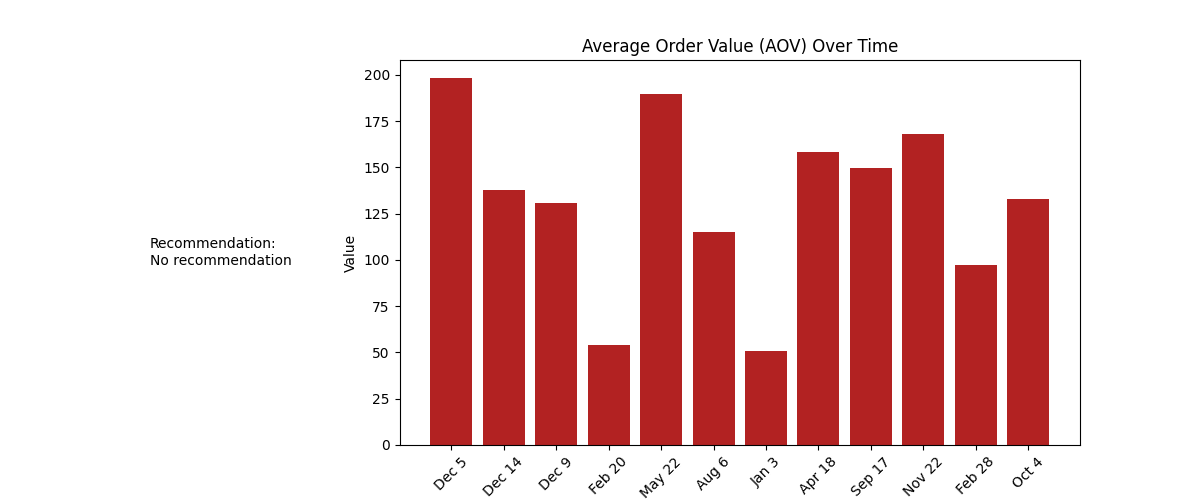 Average Order Value (AOV) Over Time
Recommendation:
No recommendation
Value
200
175
150
125
100
75
50
25
0
Dec 5
Dec 14
Dec 9
Feb 20
May 22
Aug 6
Jan 3
Apr 18
Sep 17
Nov 22
Feb 28
Oct 4